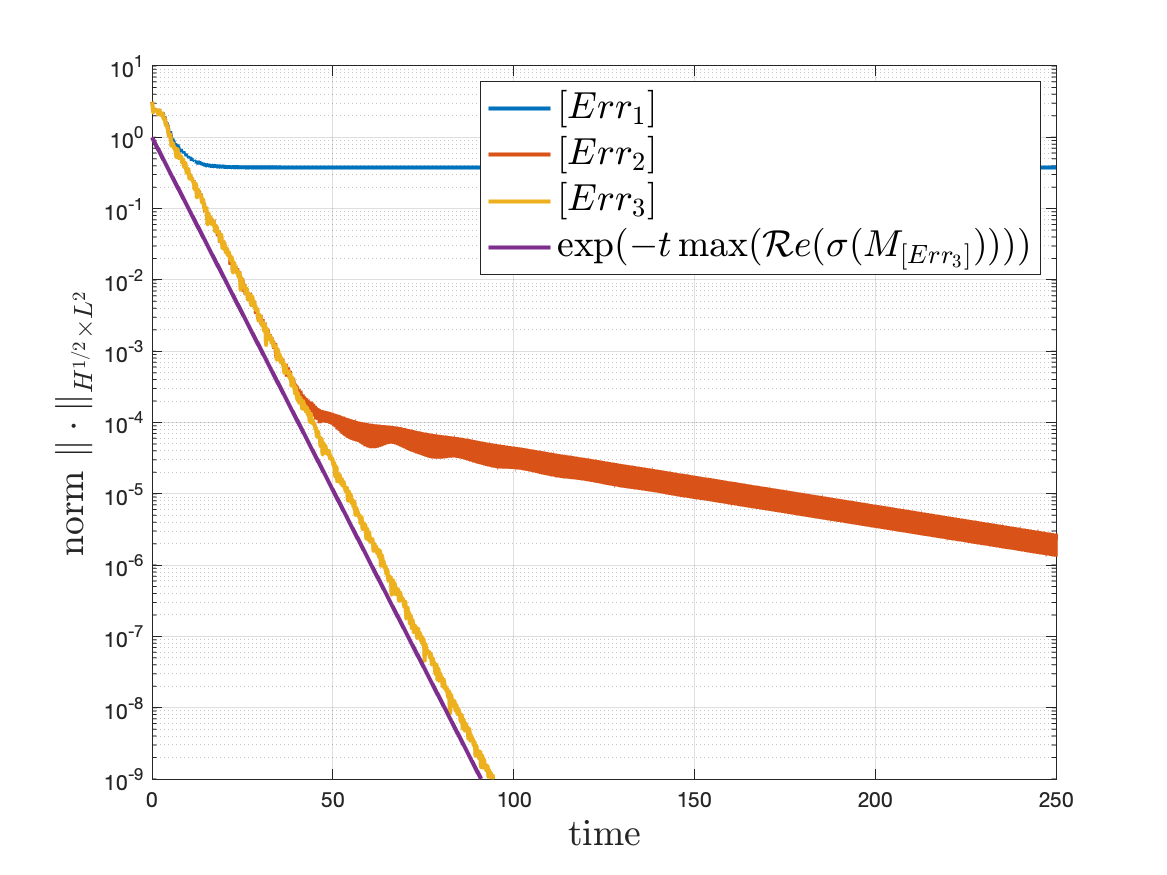 10^1
10^0
10^-1
10^-2
10^-3
10^-4
10^-5
10^-6
10^-7
10^-8
10^-9
norm ‖ · ‖_{H^{1/2}×L^2}
[Err_1]
[Err_2]
[Err_3]
exp(−t max(ℛe(σ(M_{[Err_3]}))))
0 50 100 150 200 250
time